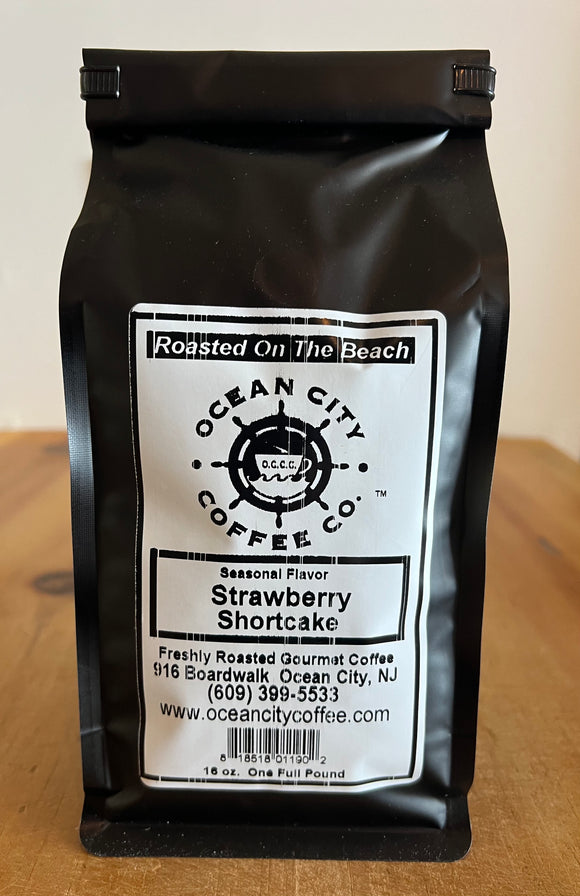 Roasted On The Beach
OCEAN CITY
O.C.C.C.
COFFEE CO.
™
Seasonal Flavor
Strawberry
Shortcake
Freshly Roasted Gourmet Coffee
916 Boardwalk Ocean City, NJ
(609) 399-5533
www.oceancitycoffee.com
8 18518 01190 2
16 oz. One Full Pound